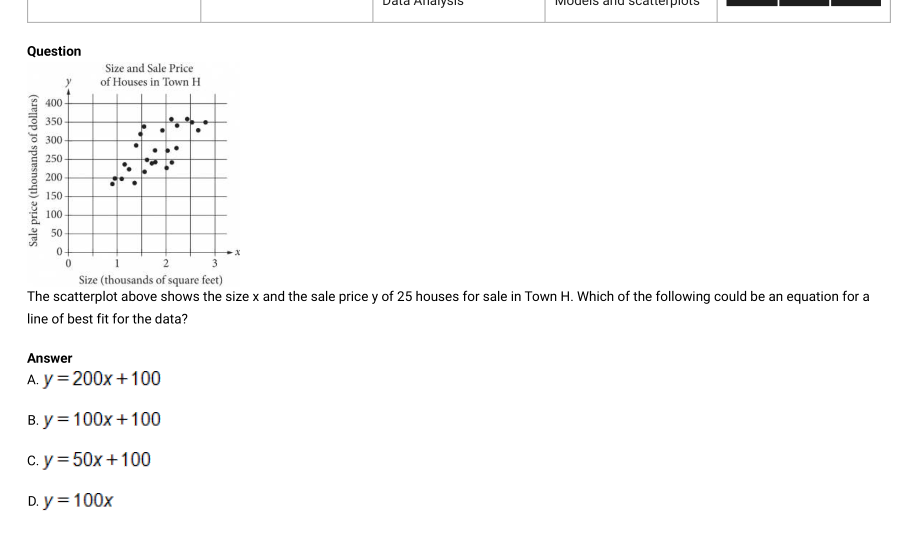 Data Analysis
Models and scatterplots
Question
Size and Sale Price
of Houses in Town H
y
Sale price (thousands of dollars)
400
350
300
250
200
150
100
50
0
x
0 1 2 3
Size (thousands of square feet)
The scatterplot above shows the size x and the sale price y of 25 houses for sale in Town H. Which of the following could be an equation for a
line of best fit for the data?
Answer
A. y = 200x + 100
B. y = 100x + 100
C. y = 50x + 100
D. y = 100x